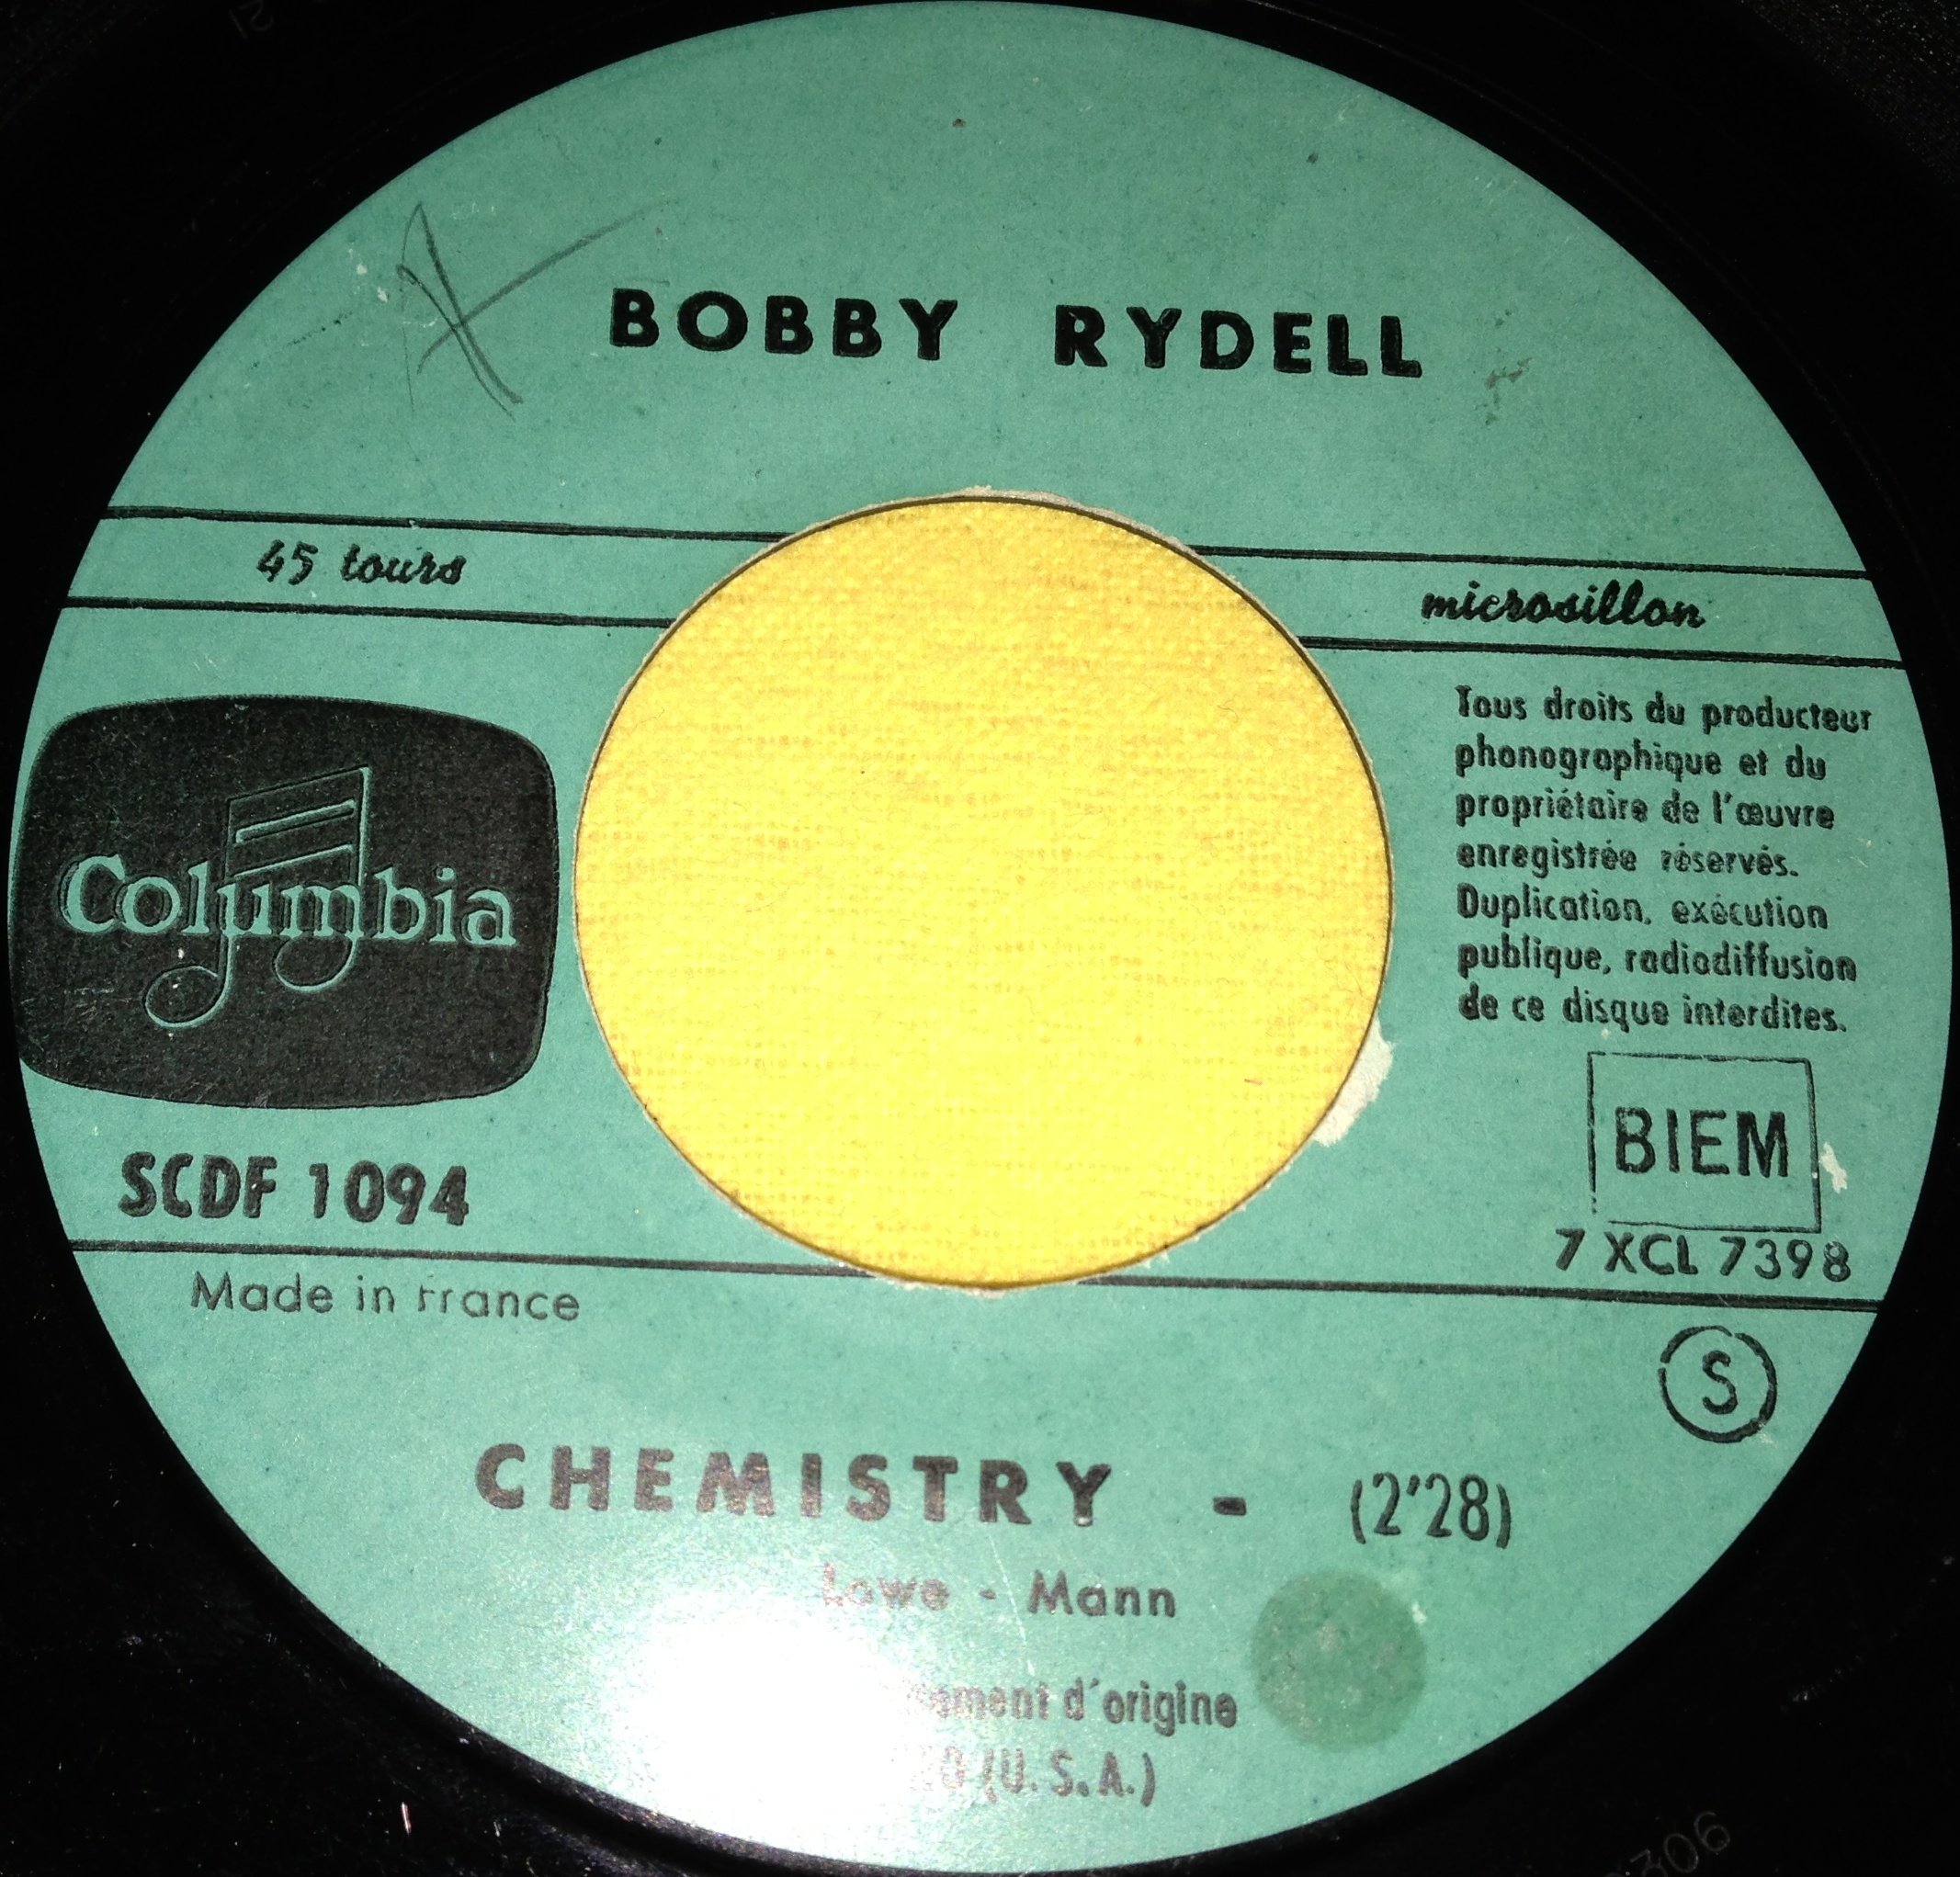 BOBBY RYDELL
45 tours
microsillon
Tous droits du producteur
phonographique et du
propriétaire de l'œuvre
enregistrée réservés.
Duplication, exécution
publique, radiodiffusion
de ce disque interdites.
Columbia
SCDF 1094
BIEM
7 XCL 7398
Made in France
S
CHEMISTRY - (2'28)
Lowe - Mann
d'origine
(U.S.A.)